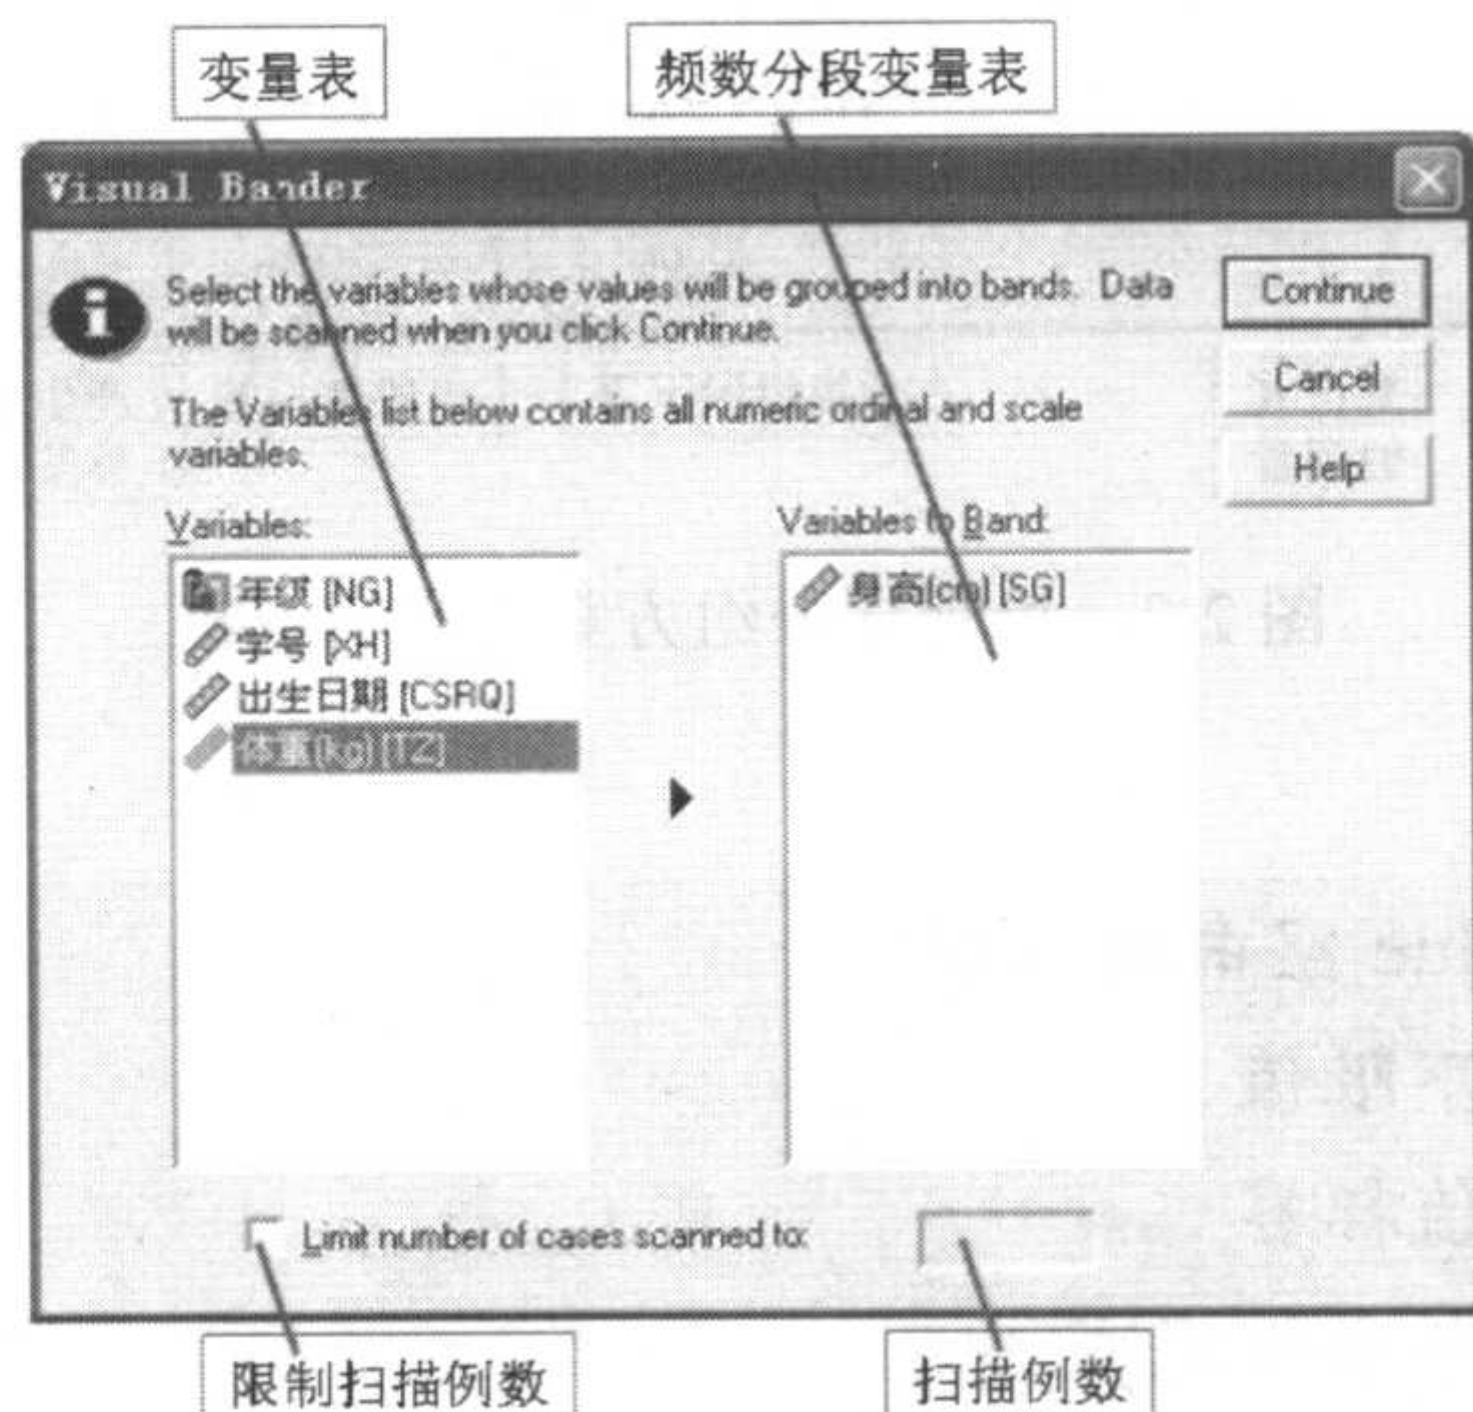 变量表
频数分段变量表
Visual Bander
Select the variables whose values will be grouped into bands. Data
will be scanned when you click Continue.
The Variables list below contains all numeric ordinal and scale
variables.
Continue
Cancel
Help
Variables:
年级 [NG]
学号 [XH]
出生日期 [CSRQ]
体重(kg) [TZ]
Variables to Band:
身高(cm) [SG]
Limit number of cases scanned to:
限制扫描例数
扫描例数